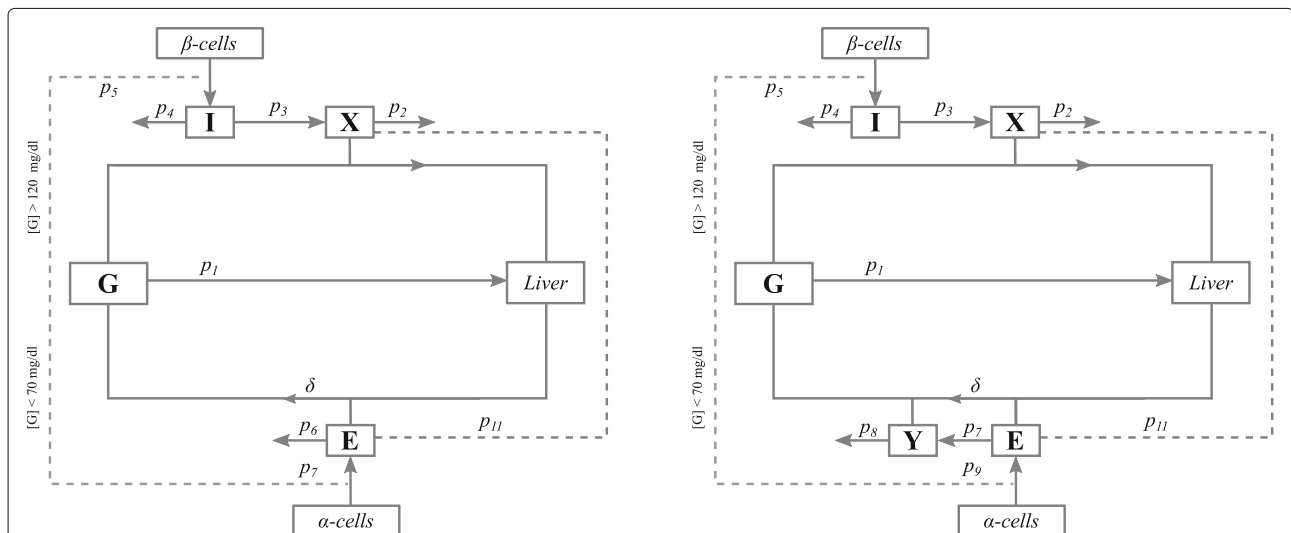 β-cells
p5
p4
I
p3
X
p2
[G] > 120 mg/dl
G
p1
Liver
[G] < 70 mg/dl
δ
p6
E
p11
p7
α-cells
β-cells
p5
p4
I
p3
X
p2
[G] > 120 mg/dl
G
p1
Liver
[G] < 70 mg/dl
δ
p8
Y
p7
E
p11
p9
α-cells